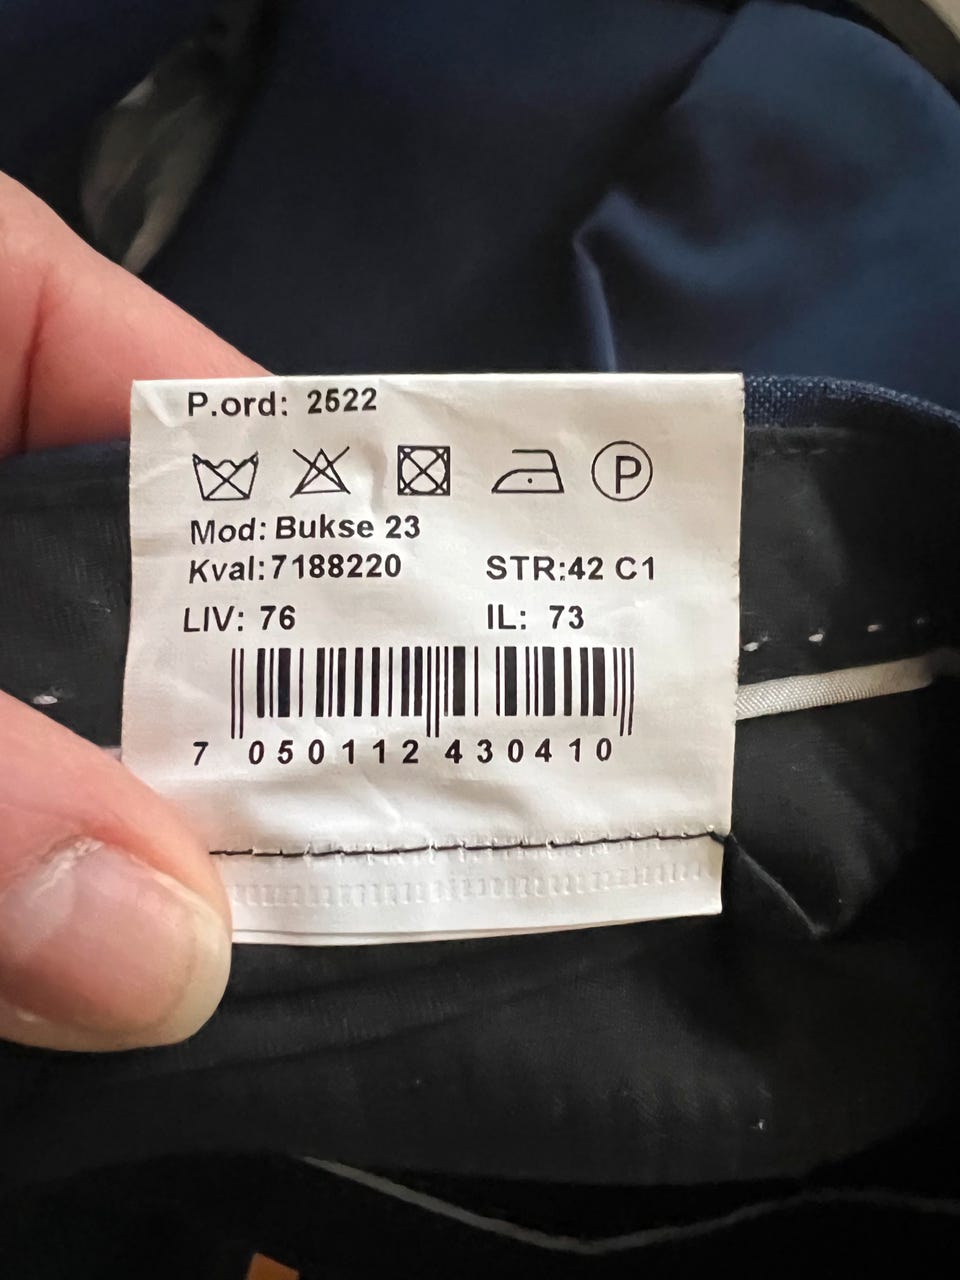 P.ord: 2522
P
Mod: Bukse 23
Kval:7188220 STR:42 C1
LIV: 76 IL: 73
7 050112 430410